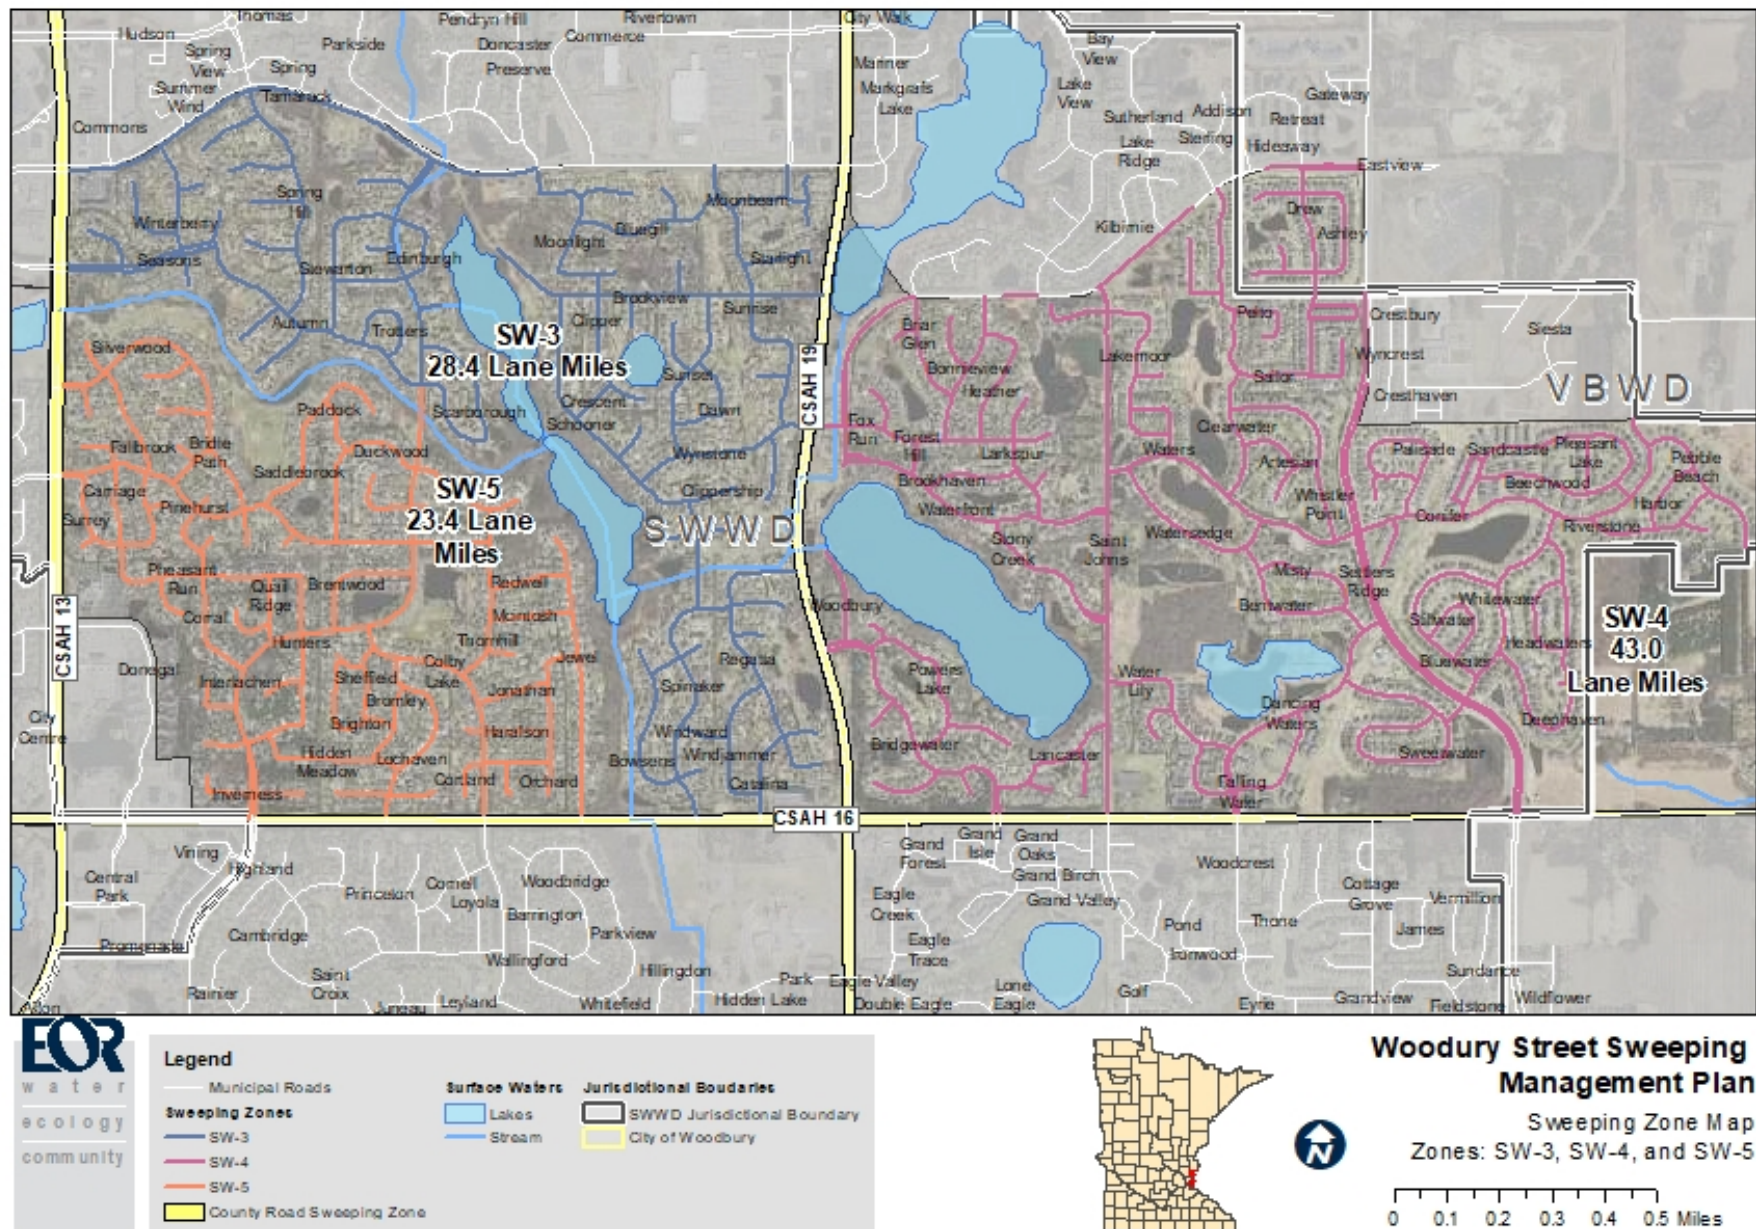 Thomas
Pendryn Hill
Rivertown
City Walk
Hudson
Parkside
Doncaster
Commerce
Bay
View
Spring
View
Spring
Preserve
Mariner
Markgrafs
Lake
Lake
View
Summer
Wind
Tamarack
Gateway
Commons
Sutherland
Addison
Retreat
Lake
Ridge
Sterling
Hideaway
Eastview
Spring
Hill
Moonbeam
Winterberry
Bluegill
Drew
Moonlight
Kilbirnie
Ashley
Seasons
Stewarton
Edinburgh
Starlight
Brookview
Sunrise
Autumn
Trotters
Clipper
Briar
Glen
Pelto
Crestbury
Siesta
SW-3
28.4 Lane Miles
Silverwood
CSAH 19
Lakemoor
Wyncrest
Bonnieview
Heather
Sunset
Sailor
Cresthaven
VBWD
Paddock
Scarborough
Crescent
Schooner
Dawn
Fox
Run
Forest
Hill
Clearwater
Fallbrook
Bridle
Path
Duckwood
Wynstone
Larkspur
Waters
Artesian
Palisade
Sandcastle
Pleasant
Lake
Pebble
Beach
Saddlebrook
Carriage
SW-5
23.4 Lane
Miles
Clippership
Brookhaven
Beechwood
Surrey
Pinehurst
Waterfront
Whistler
Point
Conifer
Harbor
Riverstone
SWWD
Watersedge
Stony
Creek
Saint
Johns
Pheasant
Run
Quail
Ridge
Brentwood
Redwell
Misty
Settlers
Ridge
Whitewater
CSAH 13
Corral
Mcintosh
Woodbury
Bentwater
Stillwater
SW-4
43.0
Lane Miles
Hunters
Thornhill
Headwaters
Donegal
Interlachen
Sheffield
Colby
Lake
Jewel
Regatta
Powers
Lake
Water
Lily
Bluewater
Bromley
Jonathan
Spinnaker
City
Centre
Brighton
Haralson
Windward
Dancing
Waters
Deephaven
Hidden
Meadow
Lochaven
Bowsens
Windjammer
Bridgewater
Lancaster
Sweetwater
Inverness
Cortland
Orchard
Catalina
Falling
Water
CSAH 16
Vining
Highland
Grand
Forest
Grand
Isle
Grand
Oaks
Woodcrest
Central
Park
Princeton
Cornell
Loyola
Woodbridge
Grand Birch
Cottage
Grove
Eagle
Creek
Grand Valley
Vermillion
Barrington
Cambridge
Parkview
Pond
Thone
James
Promenade
Eagle
Trace
Wallingford
Ironwood
Saint
Croix
Hillingdon
Park
Eagle Valley
Sundance
Rainier
Juneau
Leyland
Whitefield
Hidden Lake
Double Eagle
Lone
Eagle
Golf
Eyrie
Grandview
Fieldstone
Wildflower
EOR
water
ecology
community
Legend
Municipal Roads
Sweeping Zones
SW-3
SW-4
SW-5
County Road Sweeping Zone
Surface Waters
Lakes
Stream
Jurisdictional Boudaries
SWWD Jurisdictional Boundary
City of Woodbury
N
Woodury Street Sweeping
Management Plan
Sweeping Zone Map
Zones: SW-3, SW-4, and SW-5
0 0.1 0.2 0.3 0.4 0.5 Miles